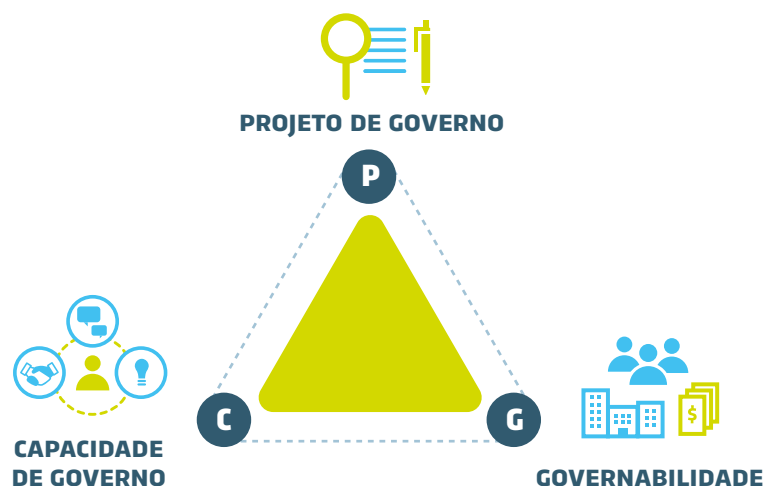 PROJETO DE GOVERNO
P
C
G
$
CAPACIDADE
DE GOVERNO
GOVERNABILIDADE